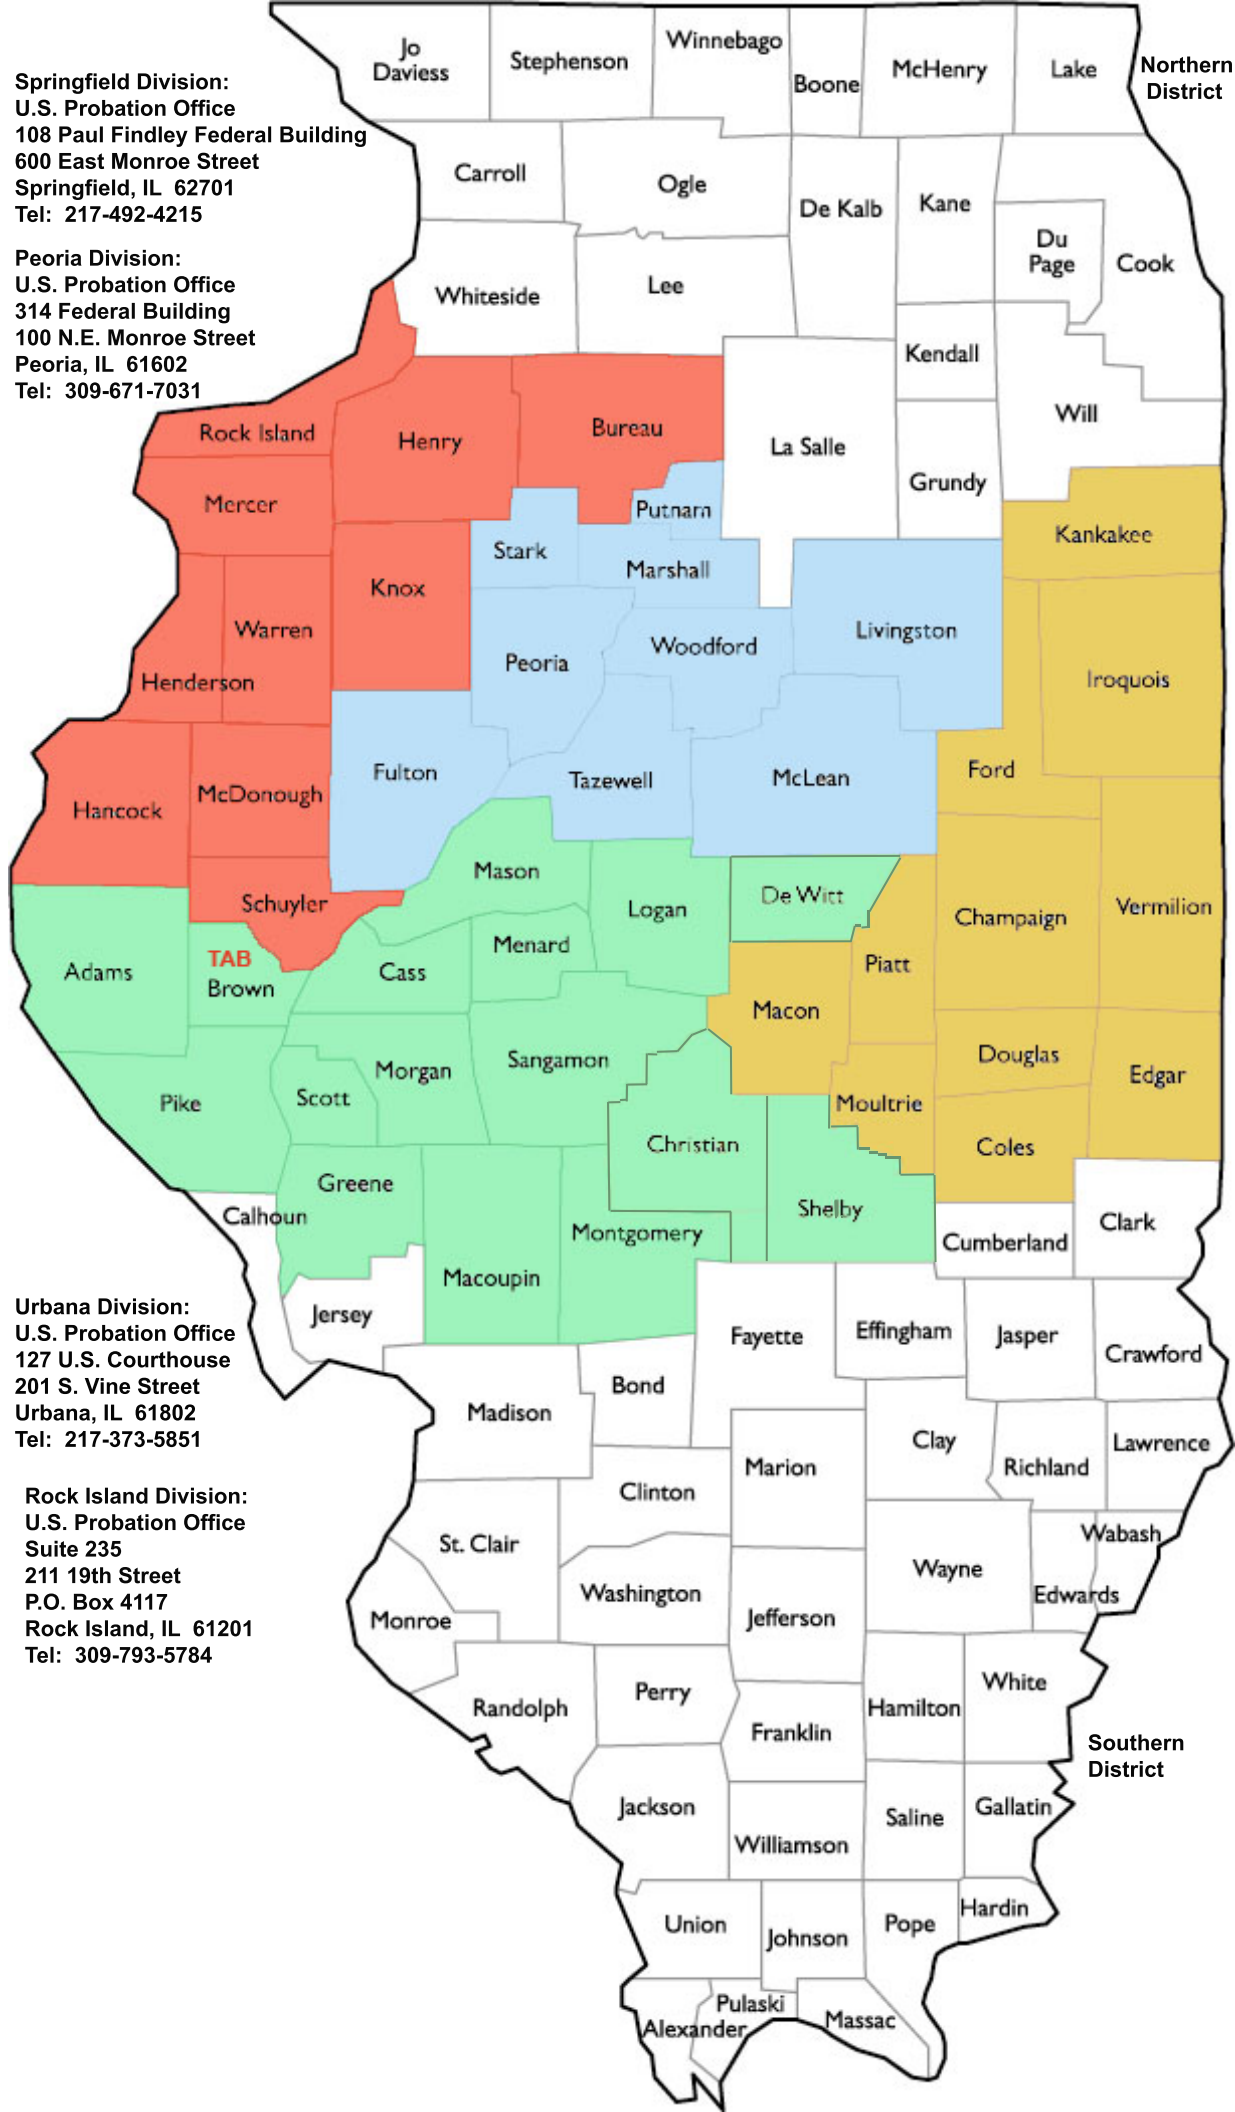 Springfield Division:
U.S. Probation Office
108 Paul Findley Federal Building
600 East Monroe Street
Springfield, IL 62701
Tel: 217-492-4215
Peoria Division:
U.S. Probation Office
314 Federal Building
100 N.E. Monroe Street
Peoria, IL 61602
Tel: 309-671-7031
Northern
District
Jo
Daviess
Stephenson
Winnebago
Boone
McHenry
Lake
Carroll
Ogle
De Kalb
Kane
Du
Page
Cook
Whiteside
Lee
Kendall
Will
Rock Island
Henry
Bureau
La Salle
Grundy
Mercer
Putnam
Kankakee
Stark
Marshall
Knox
Warren
Peoria
Woodford
Livingston
Henderson
Iroquois
Fulton
Tazewell
McLean
Ford
Hancock
McDonough
Mason
Schuyler
Logan
De Witt
Champaign
Vermilion
TAB
Brown
Adams
Cass
Menard
Piatt
Macon
Pike
Scott
Morgan
Sangamon
Douglas
Edgar
Moultrie
Christian
Coles
Greene
Calhoun
Montgomery
Shelby
Cumberland
Clark
Macoupin
Jersey
Fayette
Effingham
Jasper
Crawford
Urbana Division:
U.S. Probation Office
127 U.S. Courthouse
201 S. Vine Street
Urbana, IL 61802
Tel: 217-373-5851
Rock Island Division:
U.S. Probation Office
Suite 235
211 19th Street
P.O. Box 4117
Rock Island, IL 61201
Tel: 309-793-5784
Madison
Bond
Clay
Richland
Lawrence
Marion
Clinton
St. Clair
Wabash
Washington
Wayne
Edwards
Monroe
Jefferson
Randolph
Perry
Hamilton
White
Franklin
Southern
District
Jackson
Williamson
Saline
Gallatin
Union
Johnson
Pope
Hardin
Pulaski
Alexander
Massac